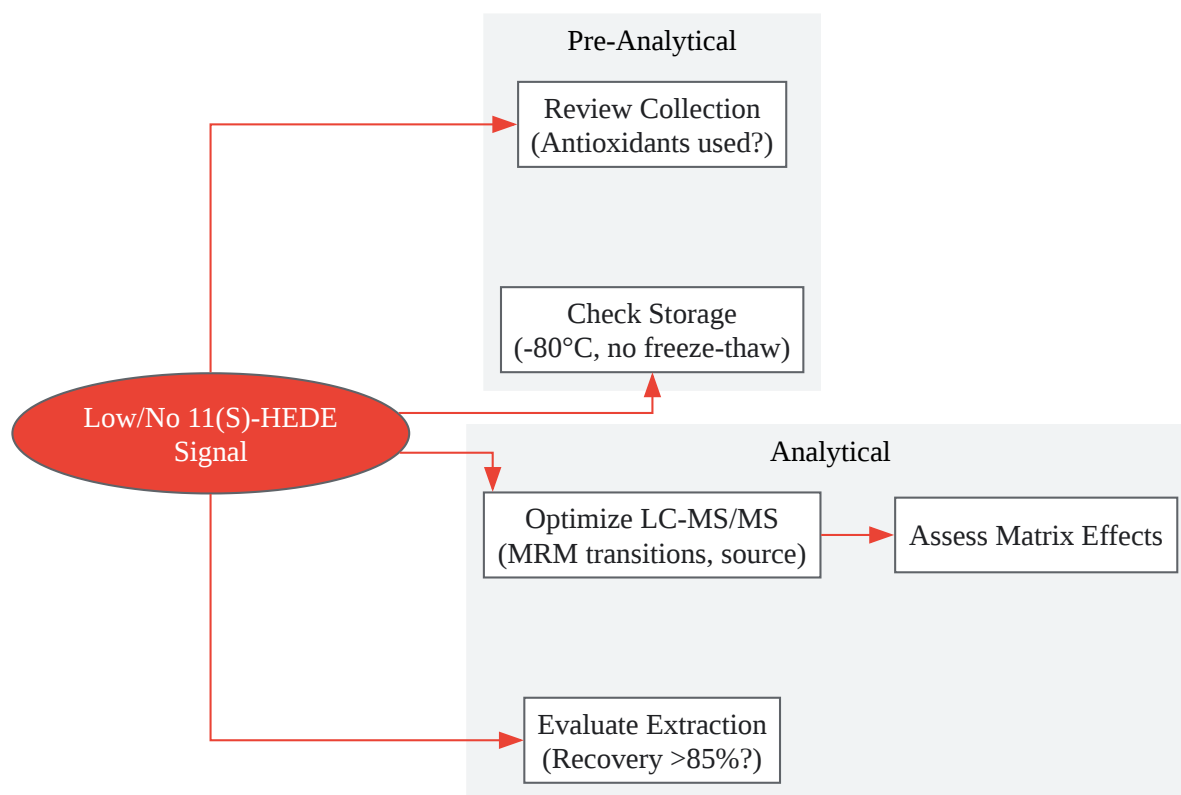 Pre-Analytical
Review Collection
(Antioxidants used?)
Check Storage
(-80°C, no freeze-thaw)
Low/No 11(S)-HEDE
Signal
Analytical
Optimize LC-MS/MS
(MRM transitions, source)
Assess Matrix Effects
Evaluate Extraction
(Recovery >85%?)